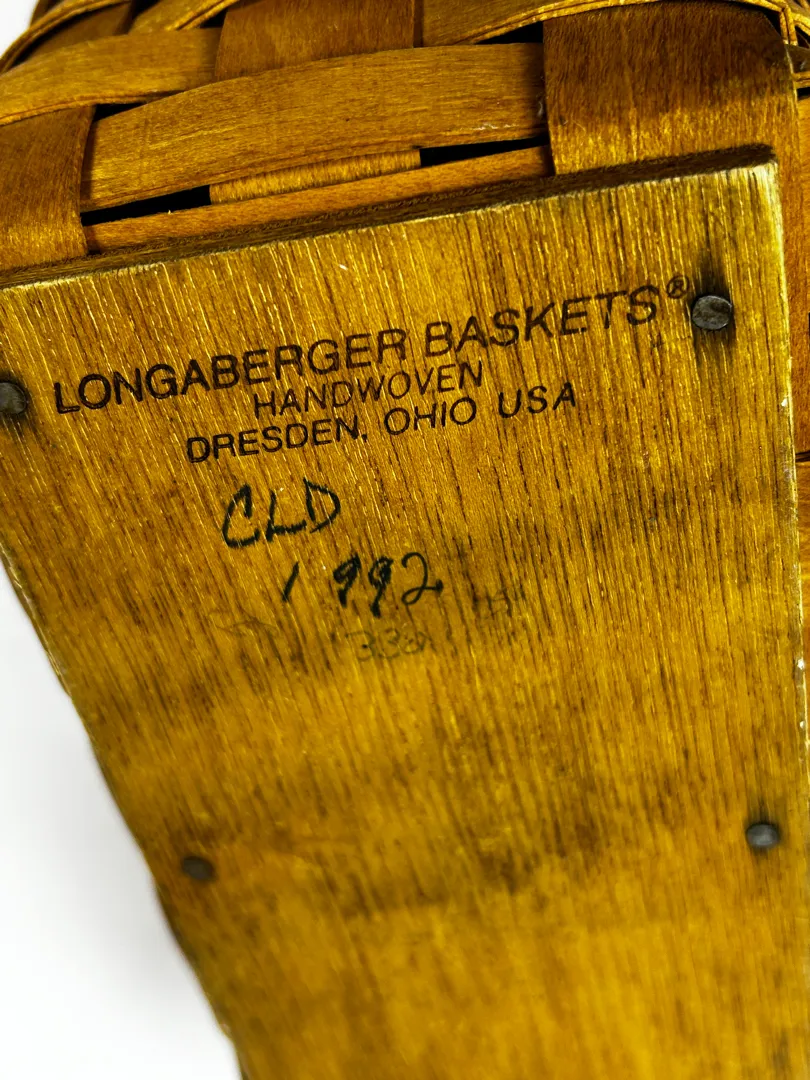 LONGABERGER BASKETS®
HANDWOVEN
DRESDEN, OHIO USA
CLD
1992